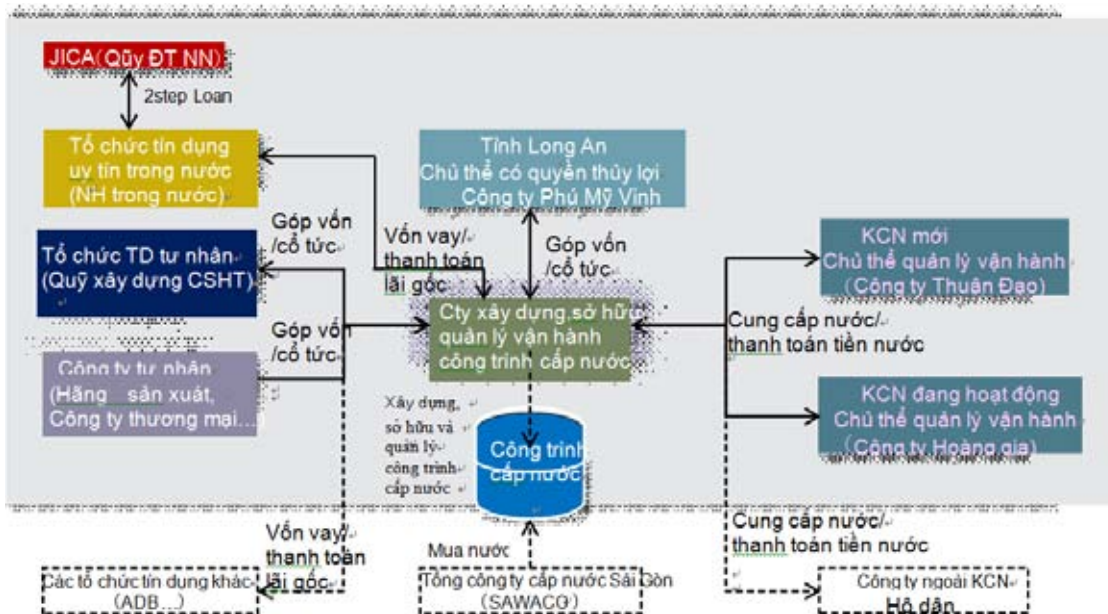 JICA(Qũy ĐT NN)
2step Loan
Tổ chức tín dụng
uy tín trong nước
(NH trong nước)
Tỉnh Long An
Chủ thể có quyền thủy lợi
Công ty Phú Mỹ Vinh
Góp vốn
/cổ tức
Vốn vay/
thanh toán
lãi gốc
Góp vốn
/cổ tức
Tổ chức TD tư nhân
(Quỹ xây dựng CSHT)
KCN mới
Chủ thể quản lý vận hành
(Công ty Thuận Đạo)
Góp vốn
/cổ tức
Cty xây dựng,sở hữu
quản lý vận hành
công trình cấp nước
Cung cấp nước/
thanh toán tiền nước
Công ty tư nhân
(Hãng sản xuất,
Công ty thương mại...)
KCN đang hoạt động
Chủ thể quản lý vận hành
(Công ty Hoàng gia)
Xây dựng,
sở hữu và
quản lý
công trình
cấp nước
Công trình
cấp nước
Vốn vay/
thanh toán
lãi gốc
Mua nước
Cung cấp nước/
thanh toán tiền nước
Các tổ chức tín dụng khác
(ADB...)
Tổng công ty cấp nước Sài Gòn
(SAWACO)
Công ty ngoài KCN
Hộ dân